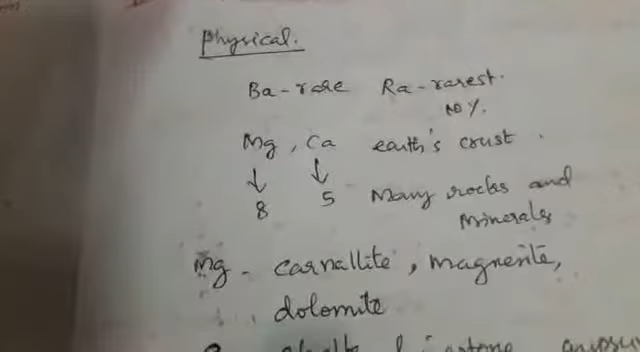 Physical.
Ba - rare Ra - rarest.
10%.
Mg, Ca earth's crust.
↓ ↓
8 5 Many rocks and
minerals
Mg - carnallite, magnesite,
dolomite